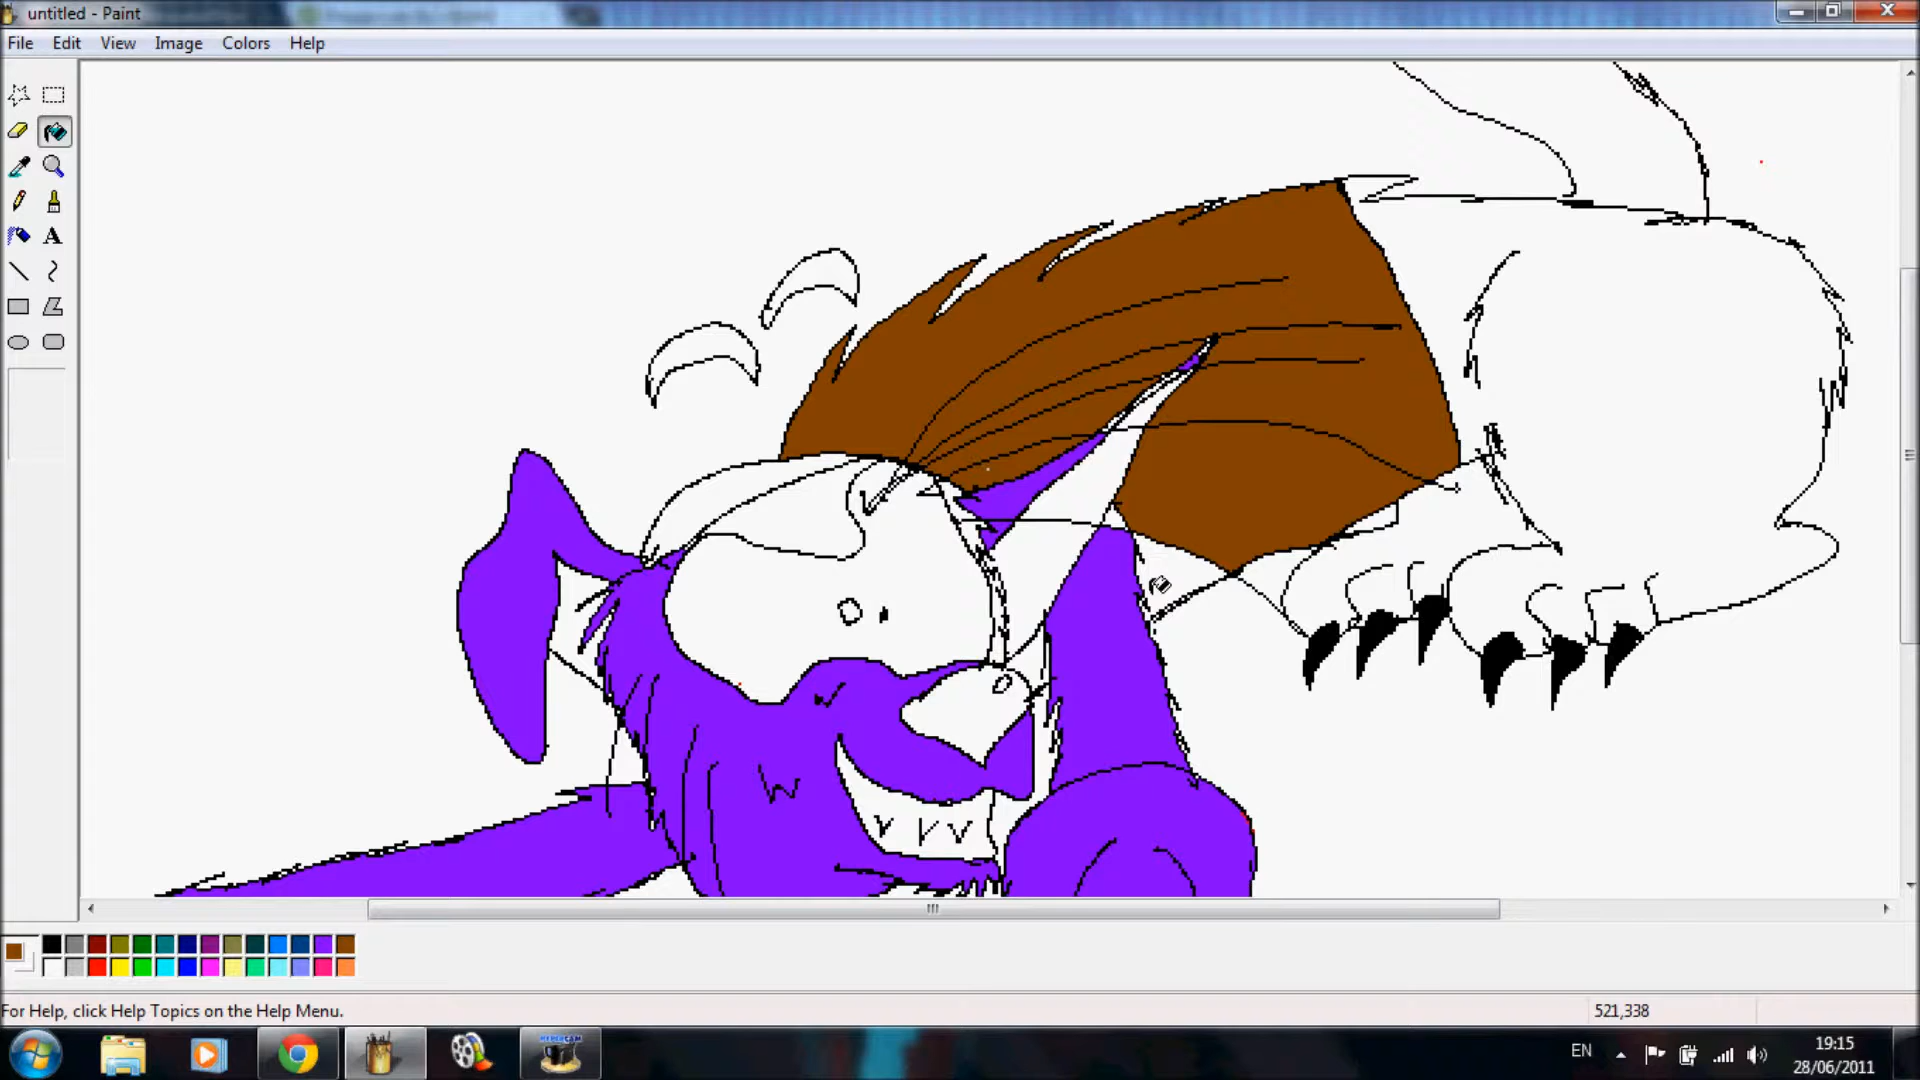 untitled - Paint
File Edit View Image Colors Help
A
For Help, click Help Topics on the Help Menu.
521,338
EN
19:15
28/06/2011